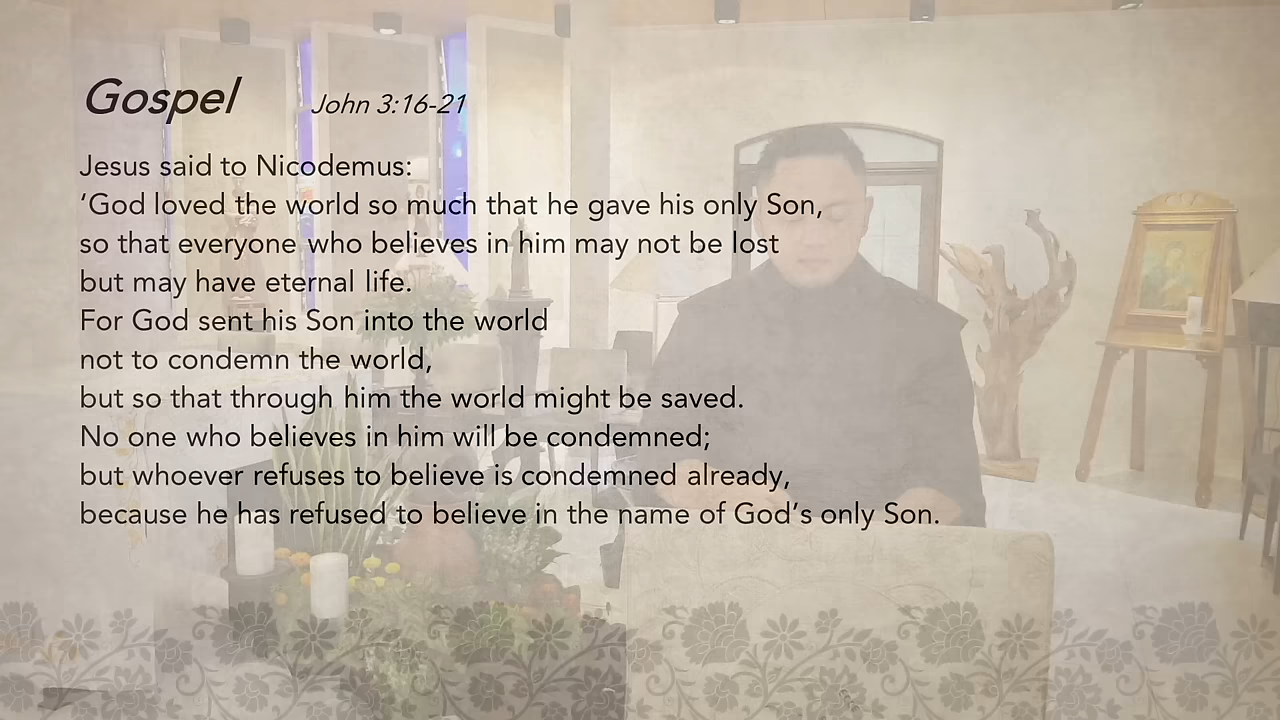 Gospel John 3:16-21
Jesus said to Nicodemus:
‘God loved the world so much that he gave his only Son,
so that everyone who believes in him may not be lost
but may have eternal life.
For God sent his Son into the world
not to condemn the world,
but so that through him the world might be saved.
No one who believes in him will be condemned;
but whoever refuses to believe is condemned already,
because he has refused to believe in the name of God’s only Son.